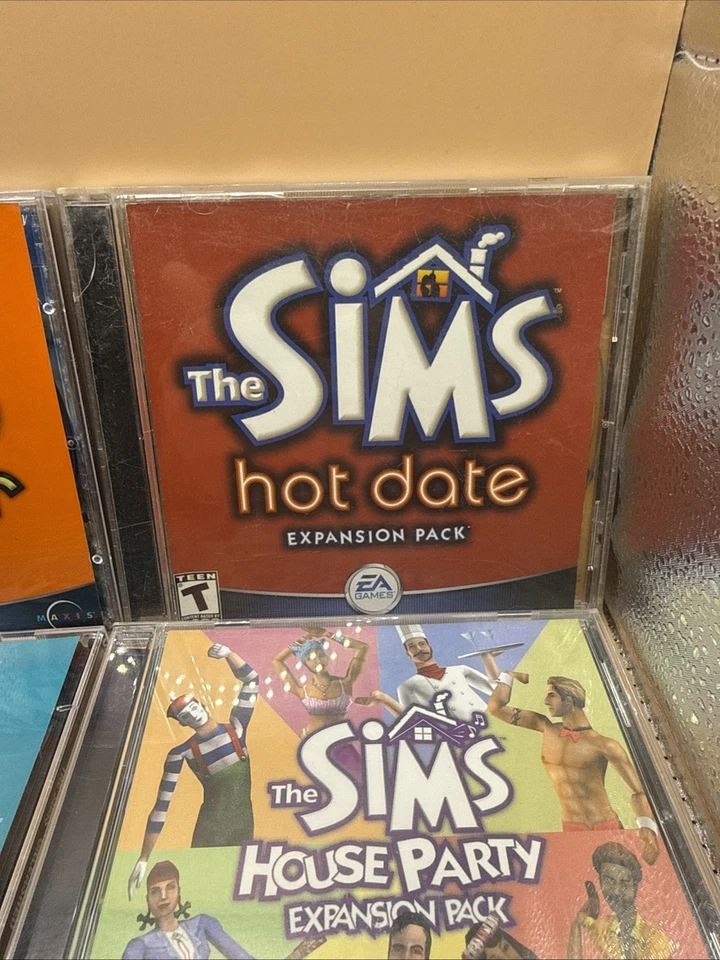 The SiMS
hot date
EXPANSION PACK
TEEN
T
EA
GAMES
MAXIS
The SiMS
HOUSE PARTY
EXPANSION PACK